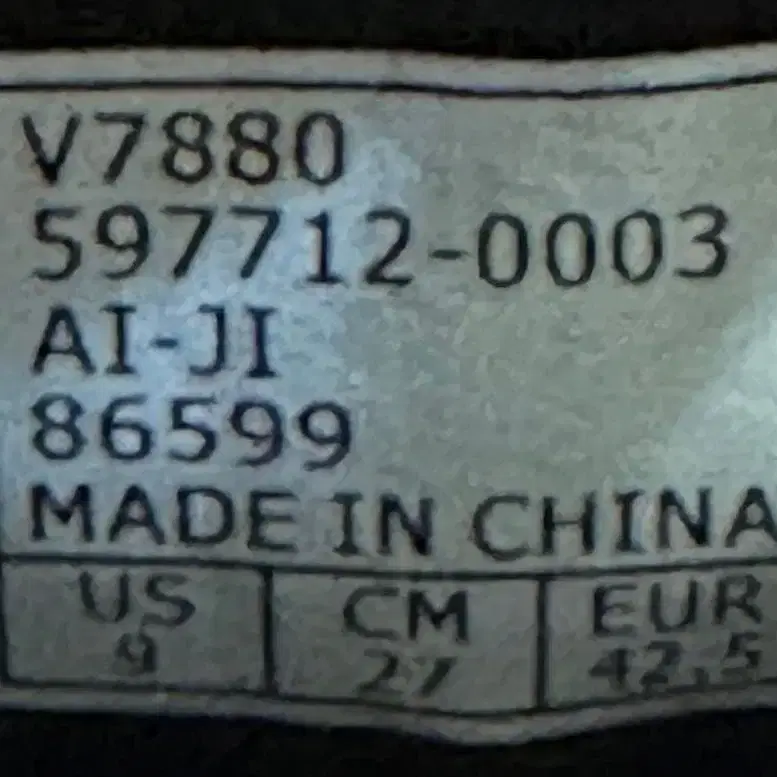 V7880
597712-0003
AI-JI
86599
MADE IN CHINA
US CM EUR
9 27 42.5